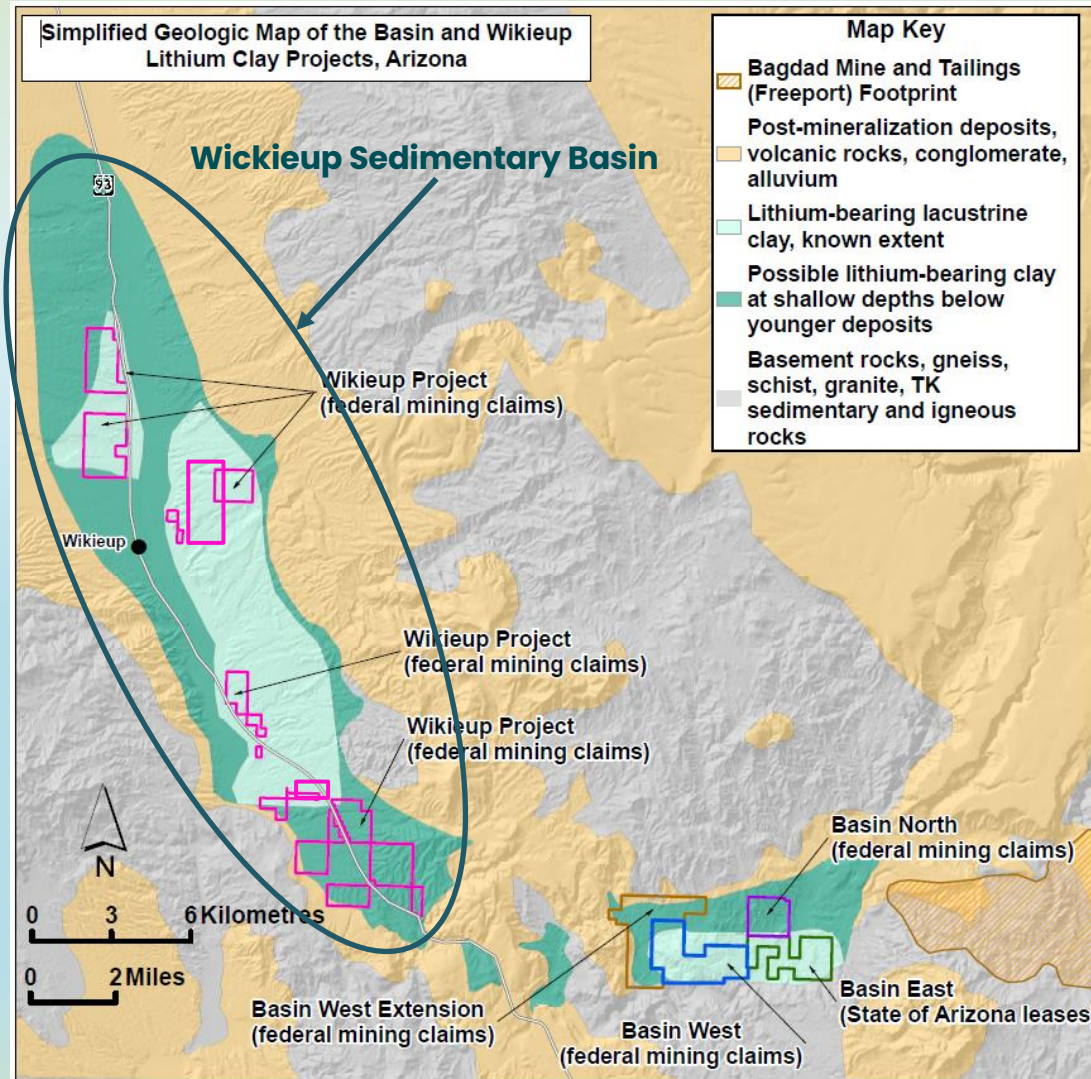 Simplified Geologic Map of the Basin and Wikieup
Lithium Clay Projects, Arizona
Map Key
Bagdad Mine and Tailings
(Freeport) Footprint
Post-mineralization deposits,
volcanic rocks, conglomerate,
alluvium
Lithium-bearing lacustrine
clay, known extent
Possible lithium-bearing clay
at shallow depths below
younger deposits
Basement rocks, gneiss,
schist, granite, TK
sedimentary and igneous
rocks
Wickieup Sedimentary Basin
93
Wikieup Project
(federal mining claims)
Wikieup
Wikieup Project
(federal mining claims)
Wikieup Project
(federal mining claims)
N
0 3 6 Kilometres
0 2 Miles
Basin North
(federal mining claims)
Basin West Extension
(federal mining claims)
Basin West
(federal mining claims)
Basin East
(State of Arizona leases